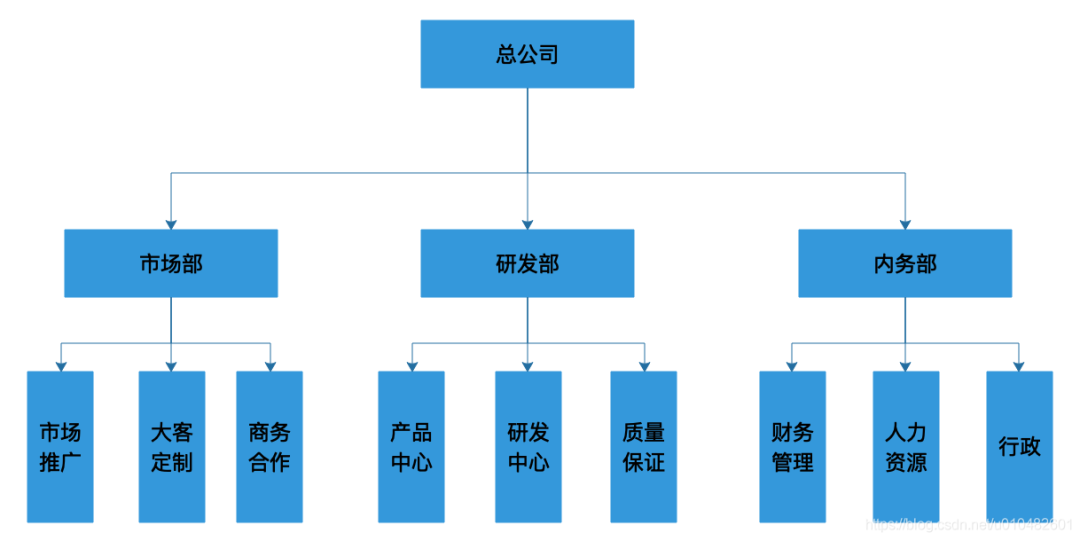 总公司
市场部
研发部
内务部
市场
推广
大客
定制
商务
合作
产品
中心
研发
中心
质量
保证
财务
管理
人力
资源
行政
https://blog.csdn.net/u010482601